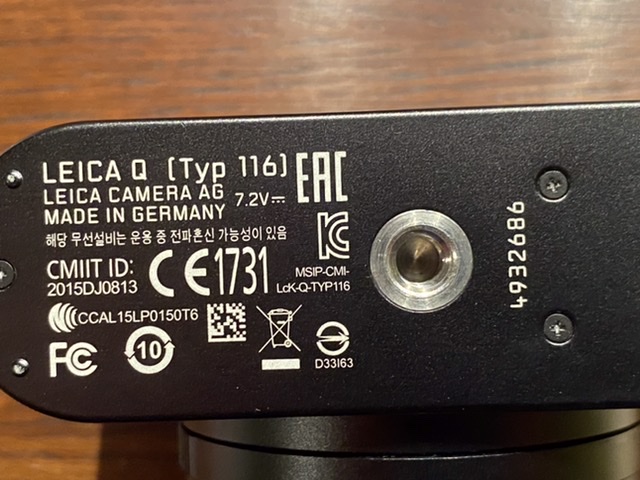 LEICA Q (Typ 116)
LEICA CAMERA AG 7.2V⎓
MADE IN GERMANY
EAC
해당 무선설비는 운용 중 전파혼신 가능성이 있음
CMIIT ID:
2015DJ0813
CE1731
MSIP-CMI-
LcK-Q-TYP116
CCAL15LP0150T6
FC
10
D33I63
4932686